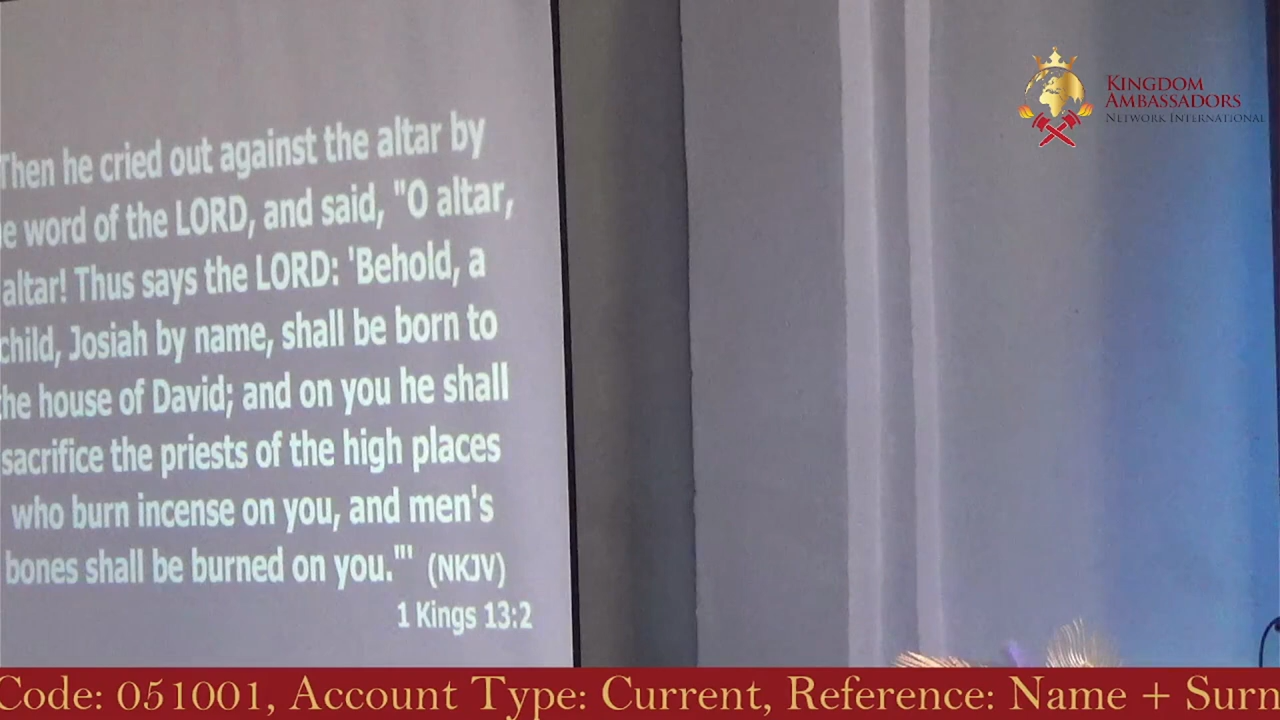 Then he cried out against the altar by
word of the LORD, and said, "O altar,
altar! Thus says the LORD: 'Behold, a
child, Josiah by name, shall be born to
the house of David; and on you he shall
sacrifice the priests of the high places
who burn incense on you, and men's
bones shall be burned on you.'" (NKJV)
1 Kings 13:2
KINGDOM
AMBASSADORS
NETWORK INTERNATIONAL
Code: 051001, Account Type: Current, Reference: Name + Surn